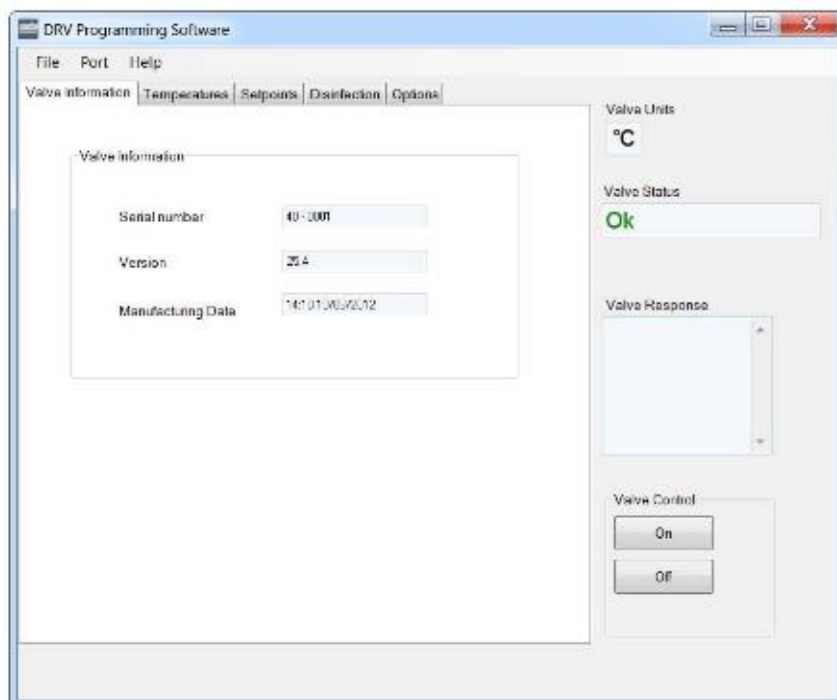 DRV Programming Software
File Port Help
Valve Information Temperatures Setpoints Disinfection Options
Valve Units
°C
Valve Information
Valve Status
Ok
Serial number
Version
Manufacturing Date
Valve Response
Valve Control
On
Off